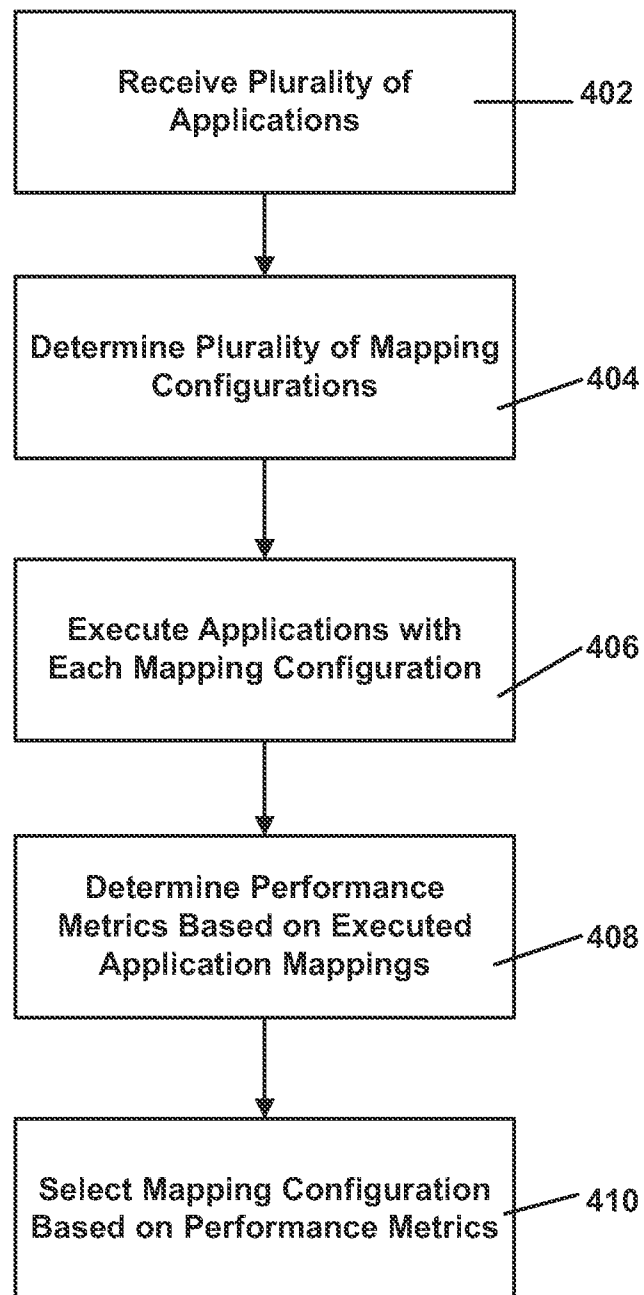 Receive Plurality of
Applications
402
Determine Plurality of Mapping
Configurations
404
Execute Applications with
Each Mapping Configuration
406
Determine Performance
Metrics Based on Executed
Application Mappings
408
Select Mapping Configuration
Based on Performance Metrics
410